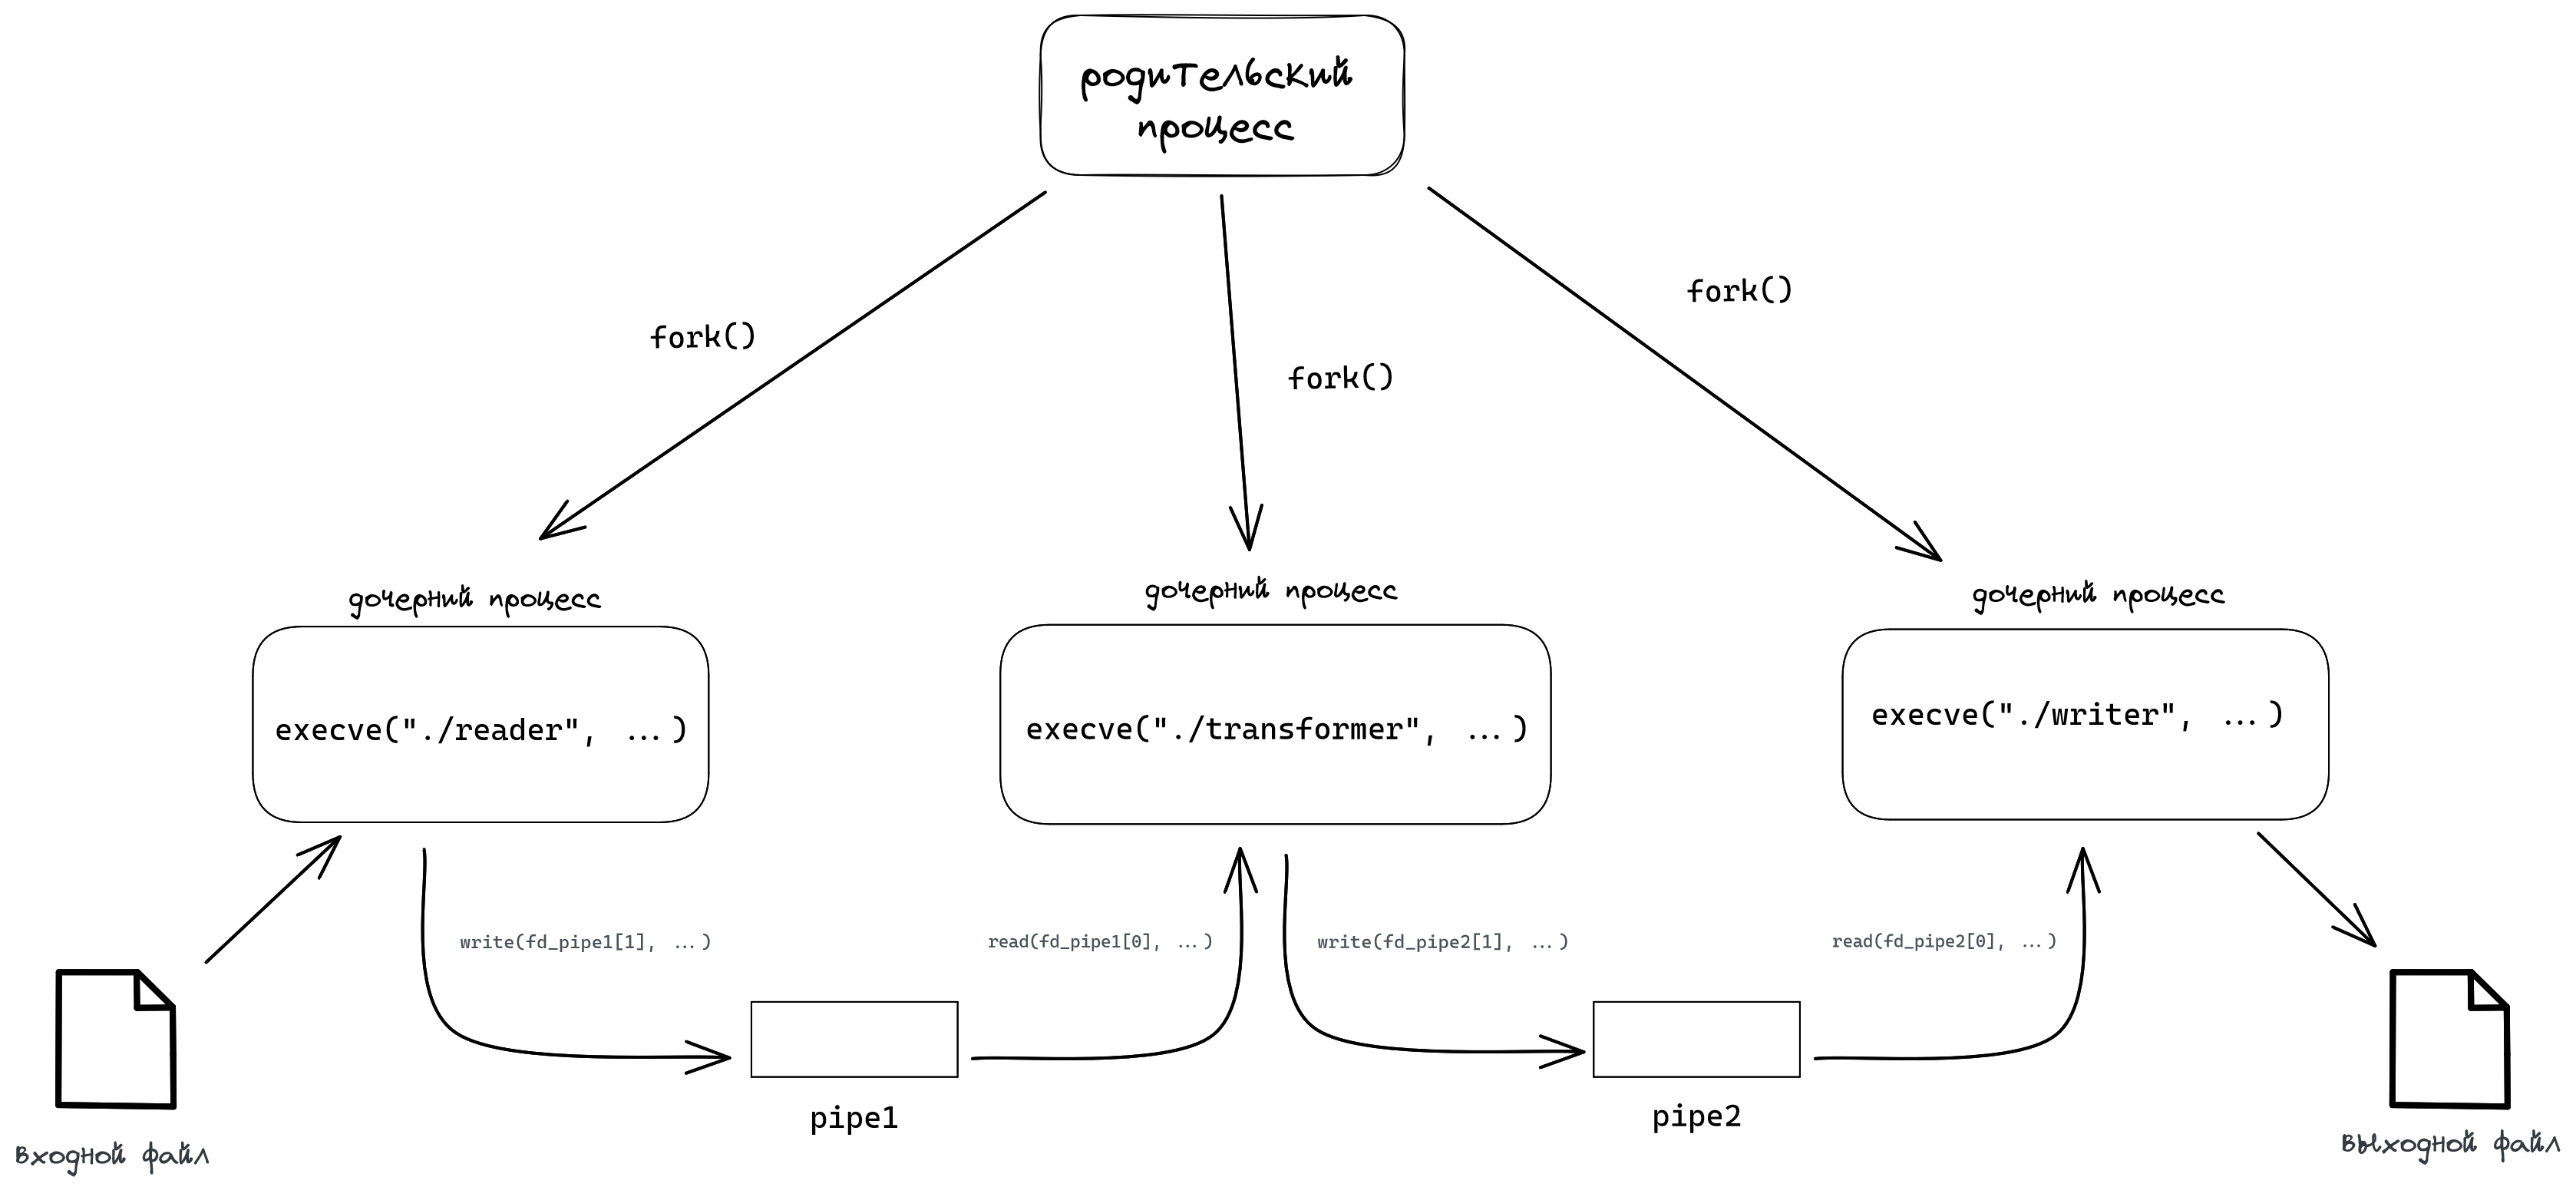 родительский
процесс
fork()
fork()
fork()
дочерний процесс
дочерний процесс
дочерний процесс
execve("./reader", ...)
execve("./transformer", ...)
execve("./writer", ...)
write(fd_pipe1[1], ...)
read(fd_pipe1[0], ...)
write(fd_pipe2[1], ...)
read(fd_pipe2[0], ...)
pipe1
pipe2
входной файл
выходной файл